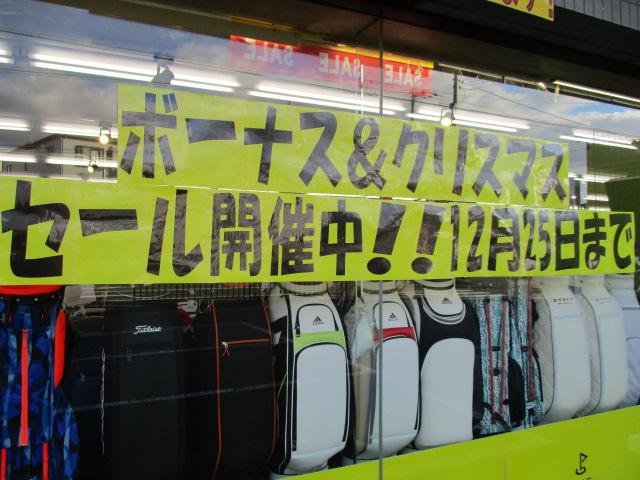 SALE SALE SALE
ボーナス&クリスマス
セール開催中!!12月25日まで
Titleist
adidas
adidas
adidas